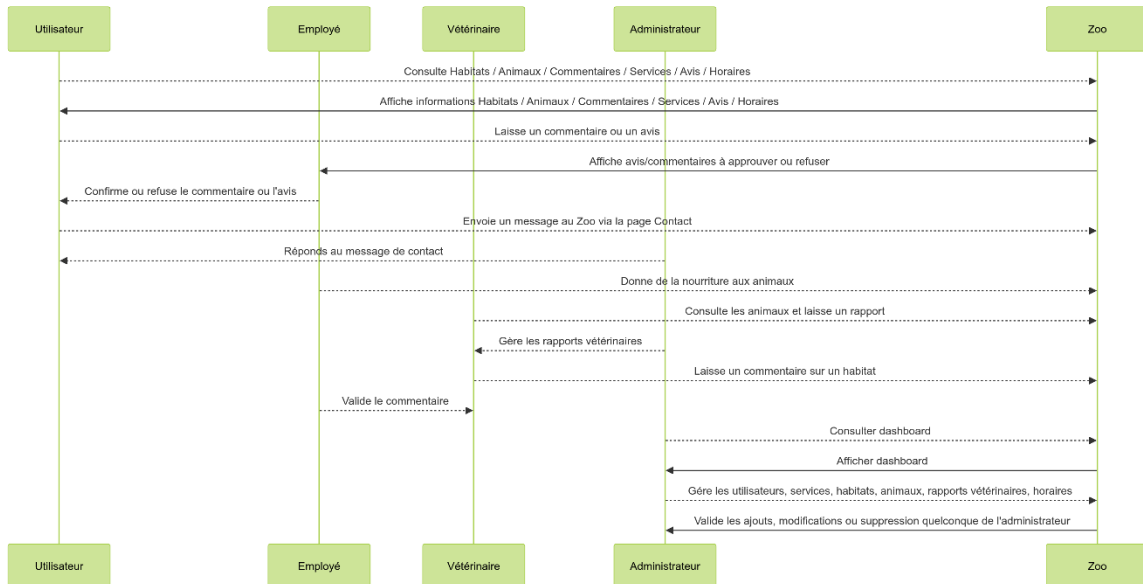 Utilisateur
Employé
Vétérinaire
Administrateur
Zoo
Consulte Habitats / Animaux / Commentaires / Services / Avis / Horaires
Affiche informations Habitats / Animaux / Commentaires / Services / Avis / Horaires
Laisse un commentaire ou un avis
Affiche avis/commentaires à approuver ou refuser
Confirme ou refuse le commentaire ou l'avis
Envoie un message au Zoo via la page Contact
Réponds au message de contact
Donne de la nourriture aux animaux
Consulte les animaux et laisse un rapport
Gère les rapports vétérinaires
Laisse un commentaire sur un habitat
Valide le commentaire
Consulter dashboard
Afficher dashboard
Gére les utilisateurs, services, habitats, animaux, rapports vétérinaires, horaires
Valide les ajouts, modifications ou suppression quelconque de l'administrateur
Utilisateur
Employé
Vétérinaire
Administrateur
Zoo